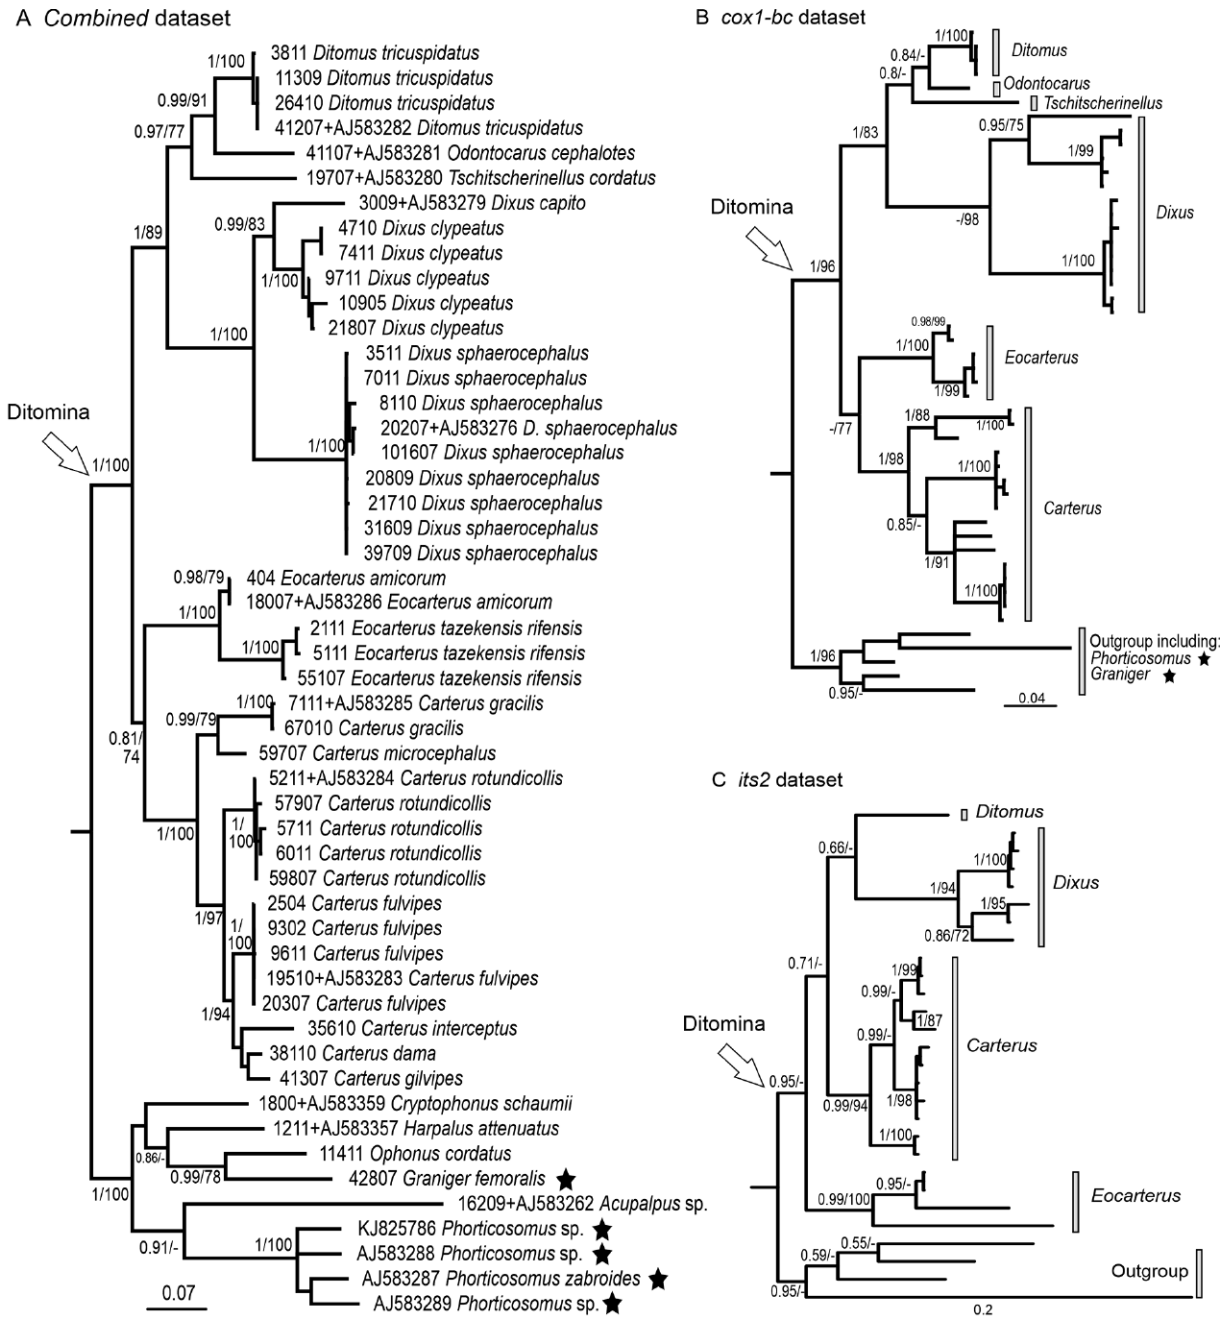 A Combined dataset
1/100
3811 Ditomus tricuspidatus
11309 Ditomus tricuspidatus
0.99/91
26410 Ditomus tricuspidatus
0.97/77
41207+AJ583282 Ditomus tricuspidatus
41107+AJ583281 Odontocarus cephalotes
19707+AJ583280 Tschitscherinellus cordatus
3009+AJ583279 Dixus capito
0.99/83
1/89
4710 Dixus clypeatus
7411 Dixus clypeatus
1/100
9711 Dixus clypeatus
10905 Dixus clypeatus
1/100
21807 Dixus clypeatus
3511 Dixus sphaerocephalus
7011 Dixus sphaerocephalus
8110 Dixus sphaerocephalus
Ditomina
20207+AJ583276 D. sphaerocephalus
1/100
101607 Dixus sphaerocephalus
1/100
20809 Dixus sphaerocephalus
21710 Dixus sphaerocephalus
31609 Dixus sphaerocephalus
39709 Dixus sphaerocephalus
0.98/79
404 Eocarterus amicorum
18007+AJ583286 Eocarterus amicorum
1/100
2111 Eocarterus tazekensis rifensis
1/100
5111 Eocarterus tazekensis rifensis
55107 Eocarterus tazekensis rifensis
1/100
7111+AJ583285 Carterus gracilis
0.99/79
67010 Carterus gracilis
0.81/
74
59707 Carterus microcephalus
5211+AJ583284 Carterus rotundicollis
57907 Carterus rotundicollis
1/100
1/
100
5711 Carterus rotundicollis
6011 Carterus rotundicollis
59807 Carterus rotundicollis
2504 Carterus fulvipes
1/97
1/
100
9302 Carterus fulvipes
9611 Carterus fulvipes
19510+AJ583283 Carterus fulvipes
20307 Carterus fulvipes
1/94
35610 Carterus interceptus
38110 Carterus dama
41307 Carterus gilvipes
1800+AJ583359 Cryptophonus schaumii
1211+AJ583357 Harpalus attenuatus
0.86/-
11411 Ophonus cordatus
0.99/78
42807 Graniger femoralis
1/100
16209+AJ583262 Acupalpus sp.
KJ825786 Phorticosomus sp.
0.91/-
1/100
AJ583288 Phorticosomus sp.
AJ583287 Phorticosomus zabroides
AJ583289 Phorticosomus sp.
0.07
B cox1-bc dataset
1/100
Ditomus
0.84/-
0.8/-
Odontocarus
Tschitscherinellus
0.95/75
1/83
1/99
Ditomina
Dixus
-/98
1/96
1/100
0.98/99
1/100
Eocarterus
1/99
1/88
1/100
-/77
1/98
1/100
Carterus
0.85/-
1/91
1/100
Outgroup including:
1/96
Phorticosomus
Graniger
0.95/-
0.04
C its2 dataset
Ditomus
0.66/-
1/100
1/94
Dixus
1/95
0.86/72
0.71/-
1/99
0.99/-
1/87
Ditomina
0.99/-
Carterus
0.95/-
0.99/94
1/98
1/100
0.95/-
0.99/100
Eocarterus
0.55/-
0.59/-
Outgroup
0.95/-
0.2